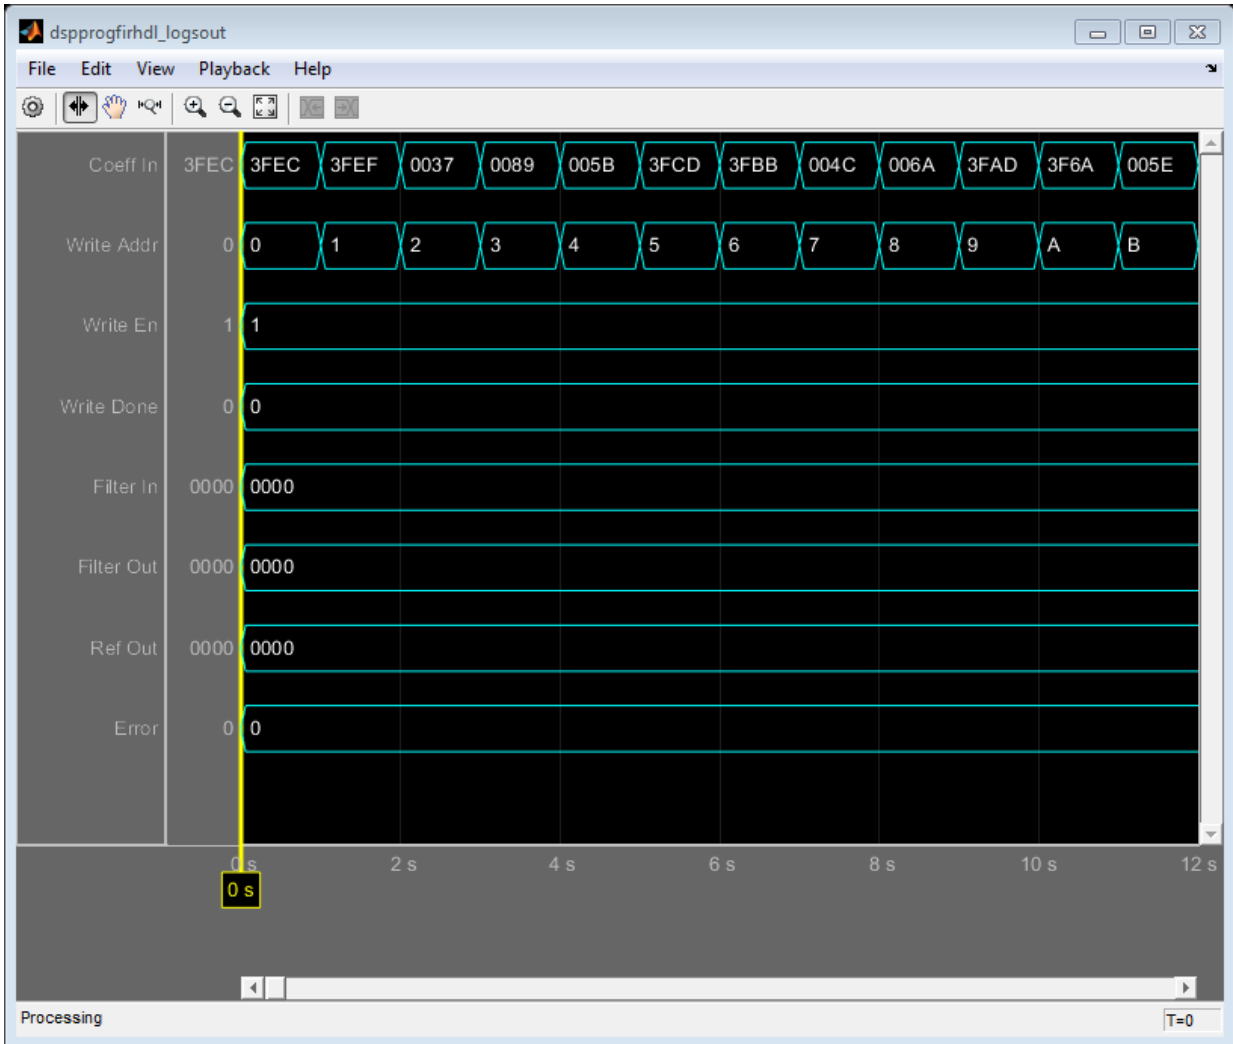 dspprogfirhdl_logsout
File Edit View Playback Help
Coeff In 3FEC 3FEC 3FEF 0037 0089 005B 3FCD 3FBB 004C 006A 3FAD 3F6A 005E
Write Addr 0 0 1 2 3 4 5 6 7 8 9 A B
Write En 1 1
Write Done 0 0
Filter In 0000 0000
Filter Out 0000 0000
Ref Out 0000 0000
Error 0 0
0 s 2 s 4 s 6 s 8 s 10 s 12 s
0 s
Processing T=0